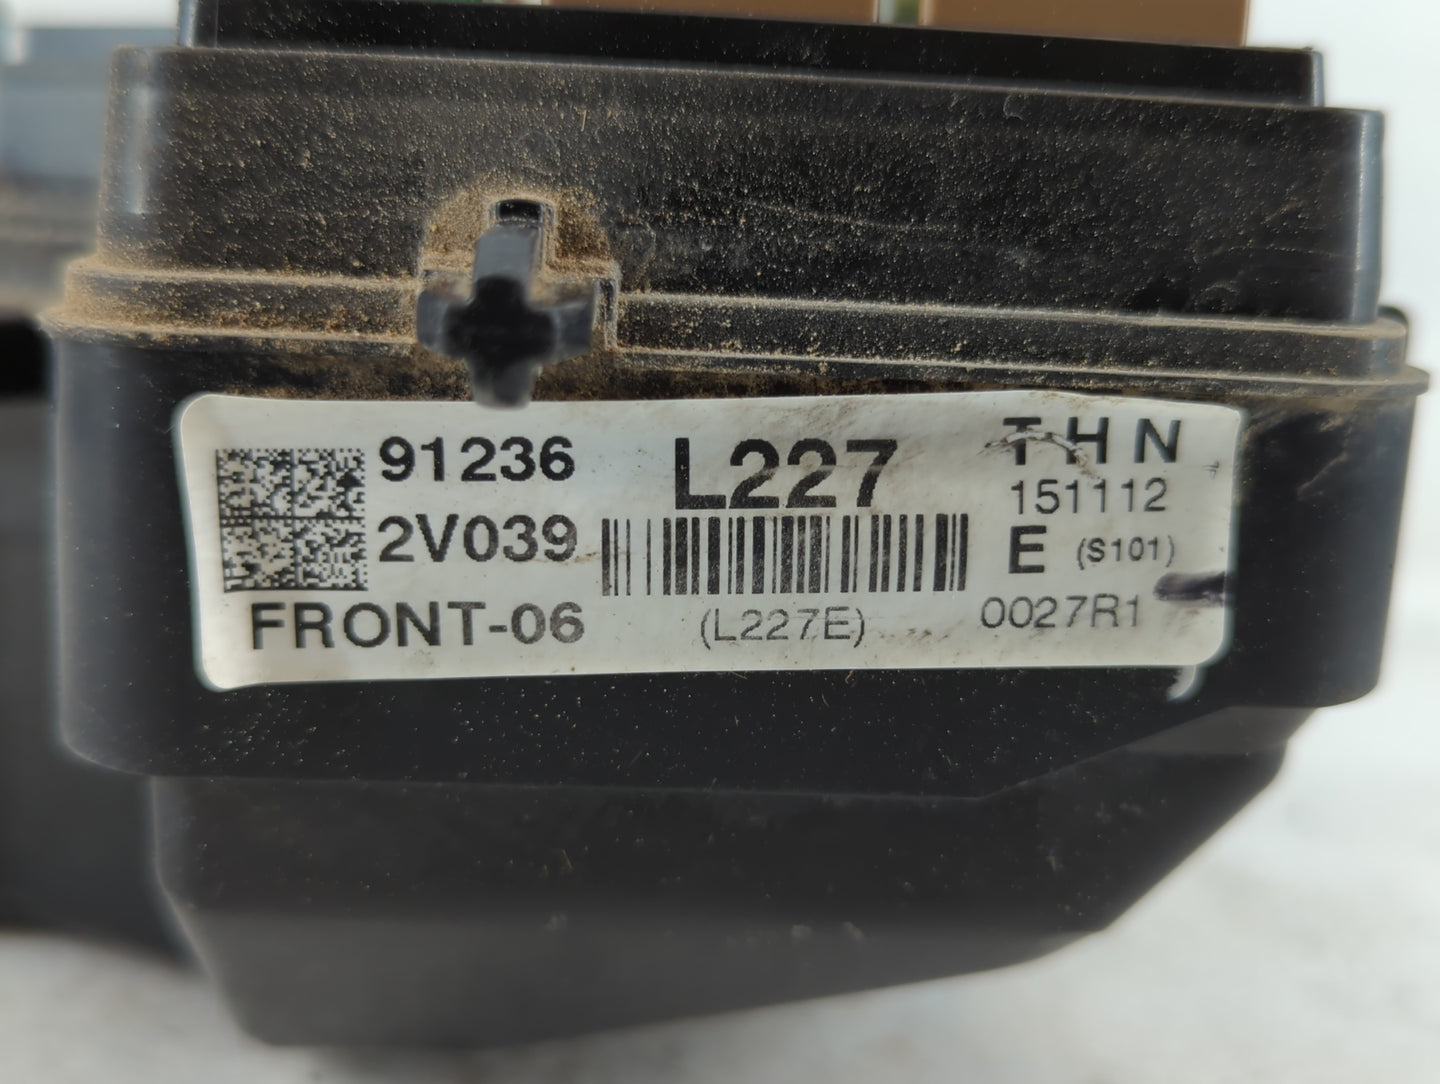 91236
2V039
FRONT-06
L227
(L227E)
THN
151112
E (S101)
0027R1